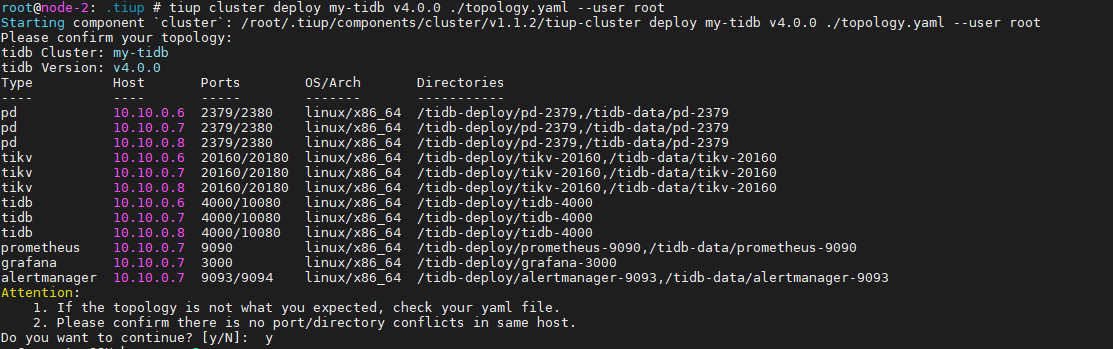 root@node-2: .tiup # tiup cluster deploy my-tidb v4.0.0 ./topology.yaml --user root
Starting component `cluster`: /root/.tiup/components/cluster/v1.1.2/tiup-cluster deploy my-tidb v4.0.0 ./topology.yaml --user root
Please confirm your topology:
tidb Cluster: my-tidb
tidb Version: v4.0.0
Type          Host       Ports        OS/Arch       Directories
----          ----       -----        -------       -----------
pd            10.10.0.6  2379/2380    linux/x86_64  /tidb-deploy/pd-2379,/tidb-data/pd-2379
pd            10.10.0.7  2379/2380    linux/x86_64  /tidb-deploy/pd-2379,/tidb-data/pd-2379
pd            10.10.0.8  2379/2380    linux/x86_64  /tidb-deploy/pd-2379,/tidb-data/pd-2379
tikv          10.10.0.6  20160/20180  linux/x86_64  /tidb-deploy/tikv-20160,/tidb-data/tikv-20160
tikv          10.10.0.7  20160/20180  linux/x86_64  /tidb-deploy/tikv-20160,/tidb-data/tikv-20160
tikv          10.10.0.8  20160/20180  linux/x86_64  /tidb-deploy/tikv-20160,/tidb-data/tikv-20160
tidb          10.10.0.6  4000/10080   linux/x86_64  /tidb-deploy/tidb-4000
tidb          10.10.0.7  4000/10080   linux/x86_64  /tidb-deploy/tidb-4000
tidb          10.10.0.8  4000/10080   linux/x86_64  /tidb-deploy/tidb-4000
prometheus    10.10.0.7  9090         linux/x86_64  /tidb-deploy/prometheus-9090,/tidb-data/prometheus-9090
grafana       10.10.0.7  3000         linux/x86_64  /tidb-deploy/grafana-3000
alertmanager  10.10.0.7  9093/9094    linux/x86_64  /tidb-deploy/alertmanager-9093,/tidb-data/alertmanager-9093
Attention:
    1. If the topology is not what you expected, check your yaml file.
    2. Please confirm there is no port/directory conflicts in same host.
Do you want to continue? [y/N]:  y